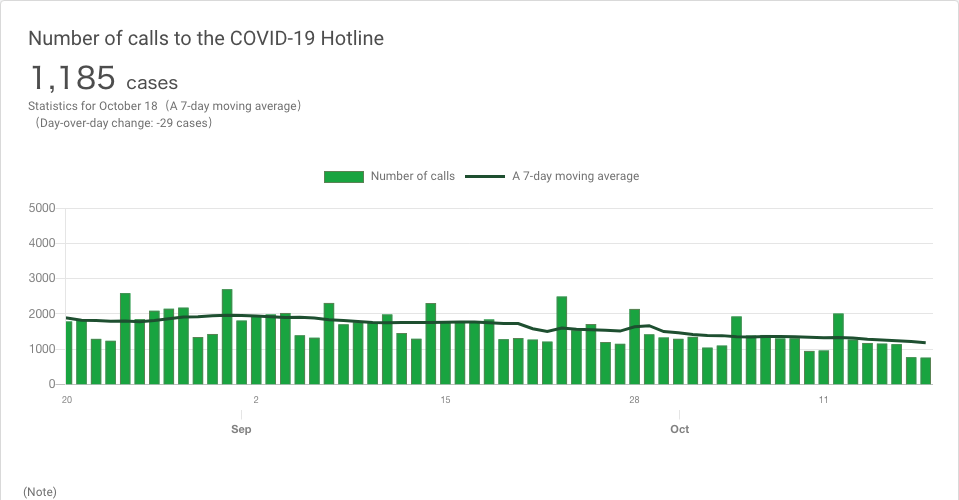 Number of calls to the COVID-19 Hotline
1,185 cases
Statistics for October 18（A 7-day moving average）
（Day-over-day change: -29 cases）
Number of calls A 7-day moving average
5000
4000
3000
2000
1000
0
20 2 15 28 11
Sep Oct
(Note)